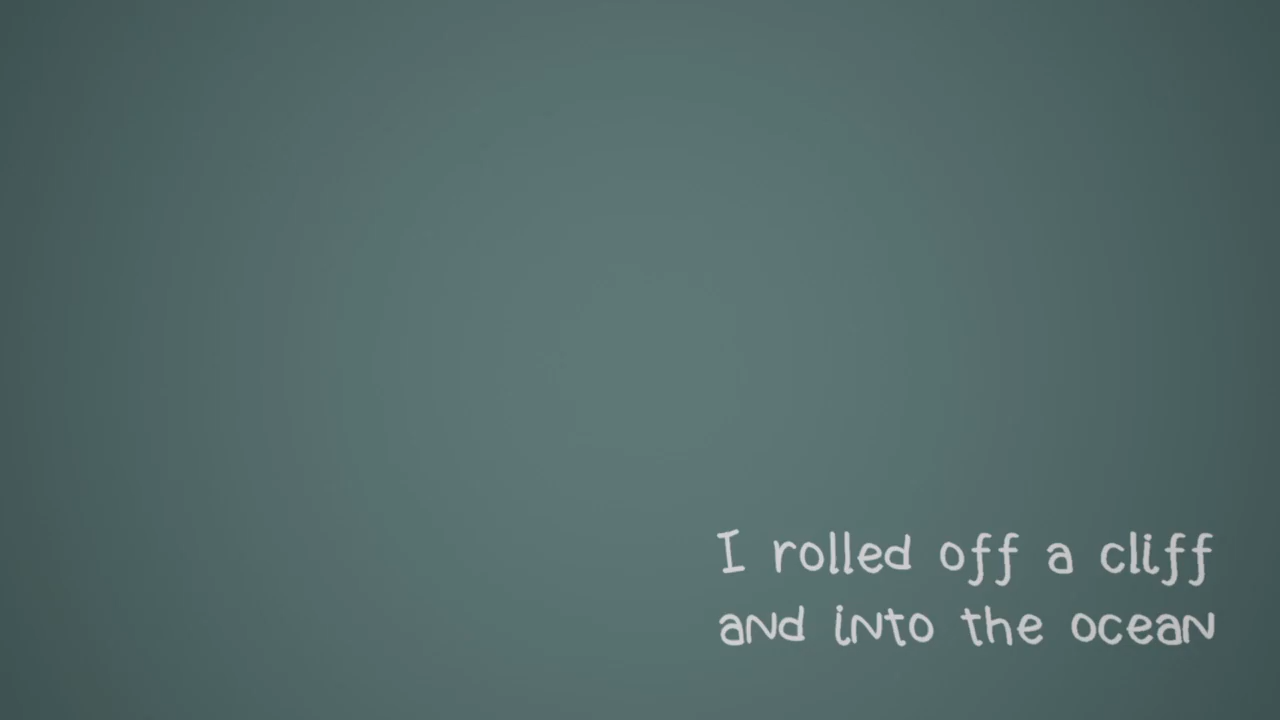 I rolled off a cliff
and into the ocean